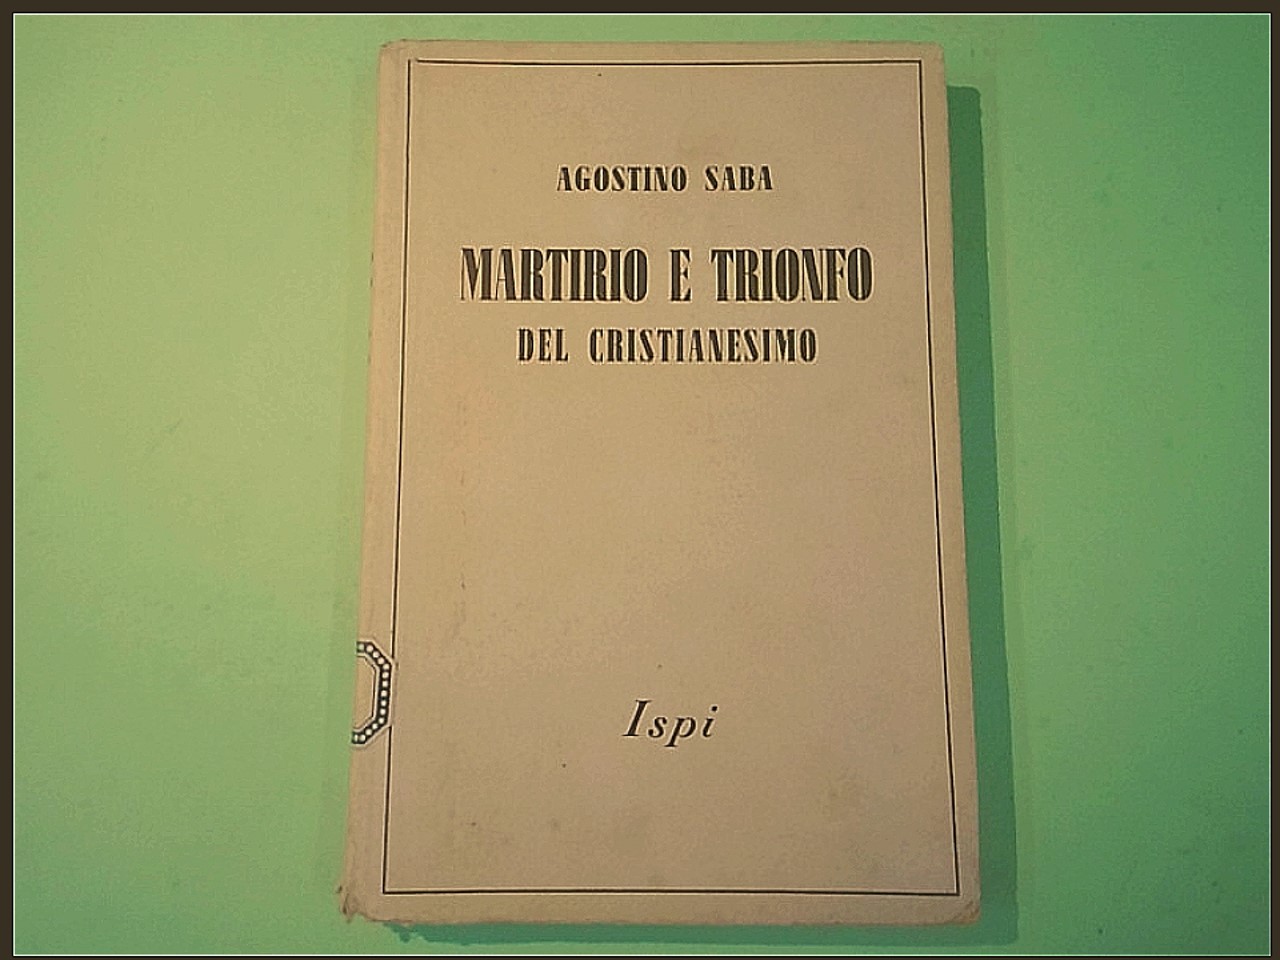 AGOSTINO SABA
MARTIRIO E TRIONFO
DEL CRISTIANESIMO
Ispi